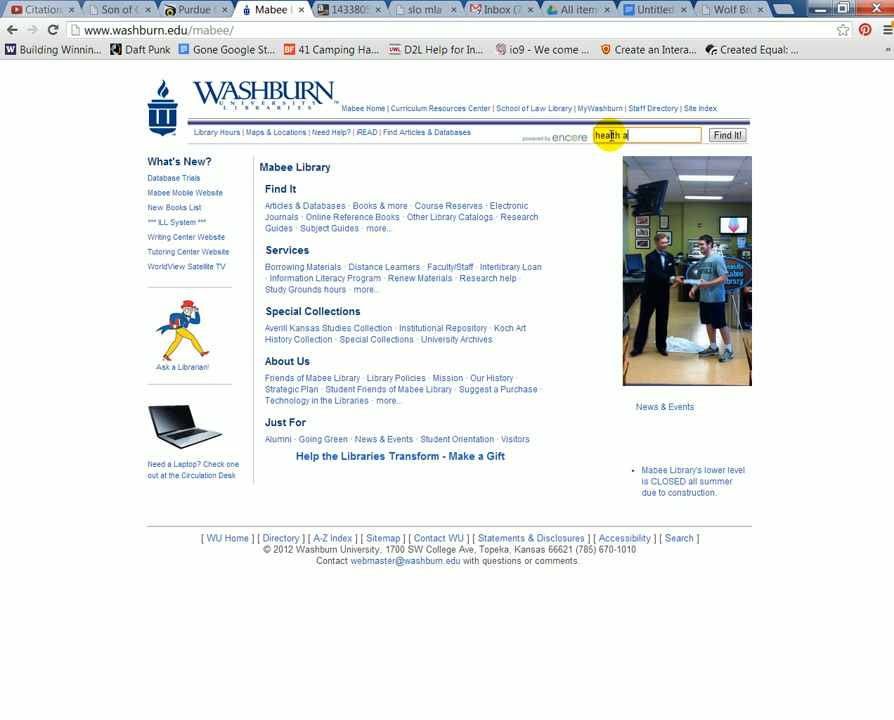 Citation
Son of C
Purdue
Mabee L
143380
slo mla
Inbox (7
All item
Untitled
Wolf Br
www.washburn.edu/mabee/
Building Winnin...
Daft Punk
Gone Google St...
41 Camping Ha...
D2L Help for In...
io9 - We come ...
Create an Intera...
Created Equal: ...
»
WASHBURN
UNIVERSITY
LIBRARIES
Mabee Home | Curriculum Resources Center | School of Law Library | MyWashburn | Staff Directory | Site Index
Library Hours | Maps & Locations | Need Help? | iREAD | Find Articles & Databases
powered by encore
health a
Find It!
What's New?
Database Trials
Mabee Mobile Website
New Books List
*** ILL System ***
Writing Center Website
Tutoring Center Website
WorldView Satellite TV
Ask a Librarian!
Need a Laptop? Check one
out at the Circulation Desk
Mabee Library
Find It
Articles & Databases · Books & more · Course Reserves · Electronic
Journals · Online Reference Books · Other Library Catalogs · Research
Guides · Subject Guides · more...
Services
Borrowing Materials · Distance Learners · Faculty/Staff · Interlibrary Loan
· Information Literacy Program · Renew Materials · Research help ·
Study Grounds hours · more...
Special Collections
Averill Kansas Studies Collection · Institutional Repository · Koch Art
History Collection · Special Collections · University Archives
About Us
Friends of Mabee Library · Library Policies · Mission · Our History ·
Strategic Plan · Student Friends of Mabee Library · Suggest a Purchase ·
Technology in the Libraries · more...
Just For
Alumni · Going Green · News & Events · Student Orientation · Visitors
Help the Libraries Transform - Make a Gift
News & Events
• Mabee Library's lower level
is CLOSED all summer
due to construction.
[ WU Home ] [ Directory ] [ A-Z Index ] [ Sitemap ] [ Contact WU ] [ Statements & Disclosures ] [ Accessibility ] [ Search ]
© 2012 Washburn University, 1700 SW College Ave, Topeka, Kansas 66621 (785) 670-1010
Contact webmaster@washburn.edu with questions or comments.